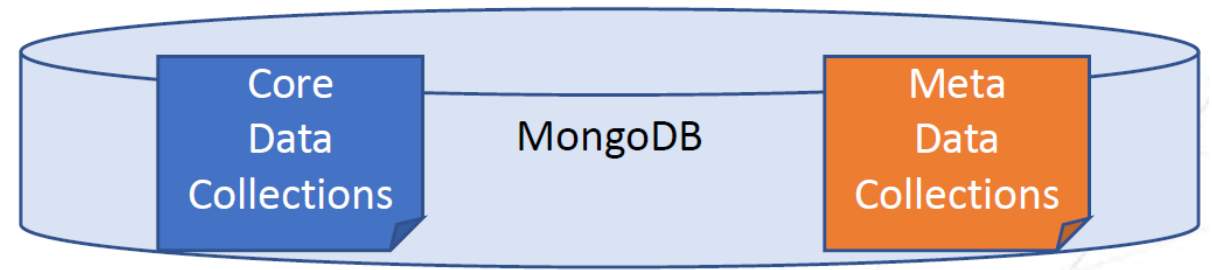 Core
Data
Collections
MongoDB
Meta
Data
Collections